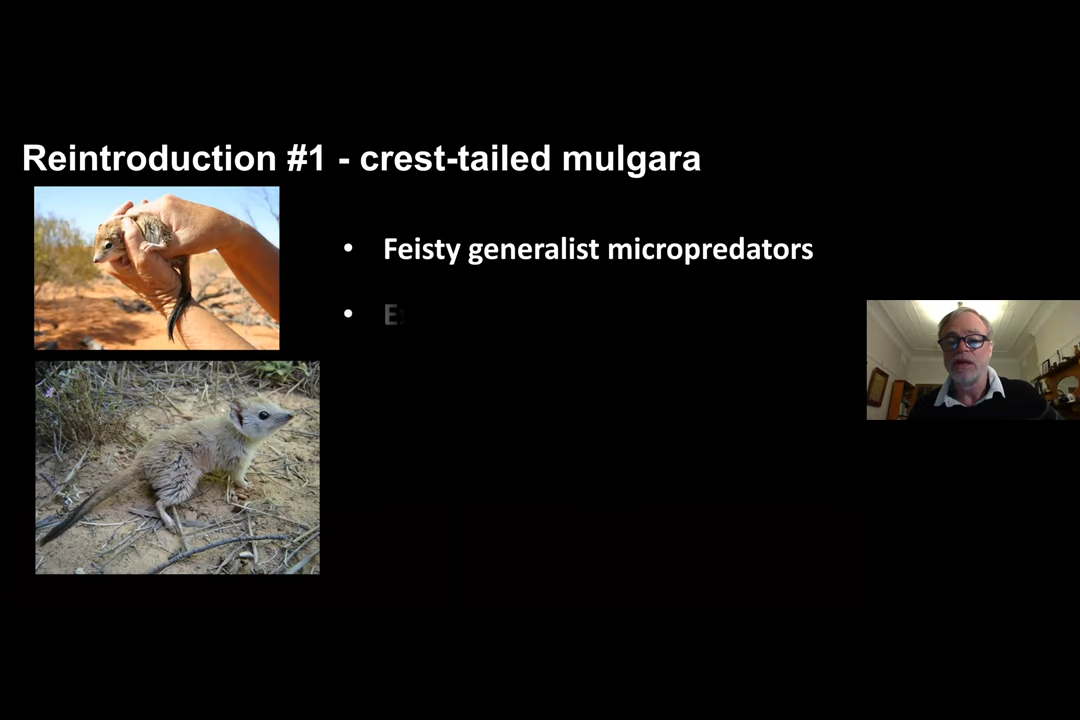 Reintroduction #1 - crest-tailed mulgara
• Feisty generalist micropredators
• E